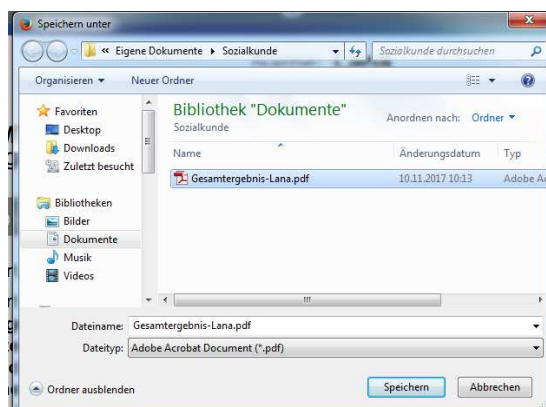 Speichern unter
« Eigene Dokumente ▸ Sozialkunde
Sozialkunde durchsuchen
Organisieren ▾ Neuer Ordner
Favoriten
Desktop
Downloads
Zuletzt besucht
Bibliotheken
Bilder
Dokumente
Musik
Videos
Bibliothek "Dokumente"
Sozialkunde
Anordnen nach: Ordner ▾
Name Änderungsdatum Typ
Gesamtergebnis-Lana.pdf 10.11.2017 10:13 Adobe Ac
Dateiname: Gesamtergebnis-Lana.pdf
Dateityp: Adobe Acrobat Document (*.pdf)
Ordner ausblenden
Speichern Abbrechen